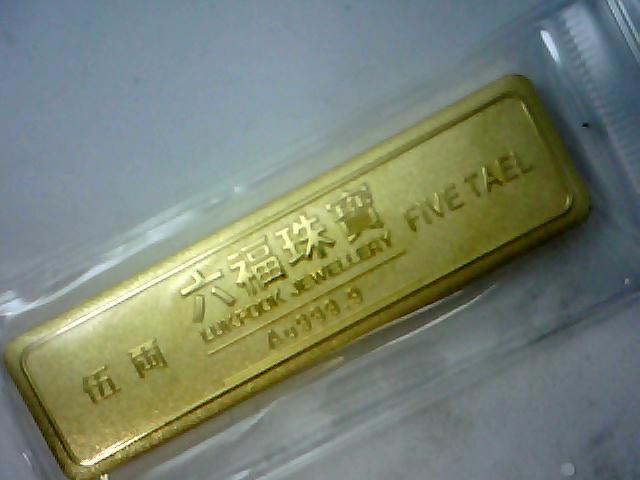 六福珠寶
LUKFOOK JEWELLERY
Au999.9
FIVE TAEL
伍 両